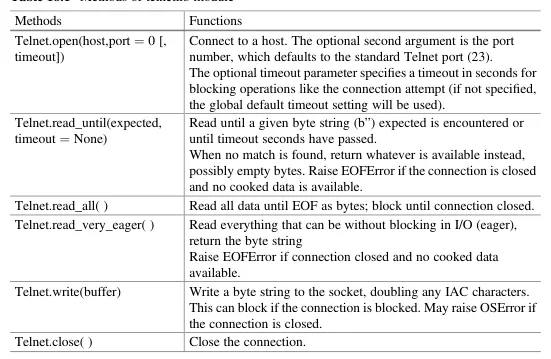 Methods
Functions
Telnet.open(host,port = 0 [,
timeout])
Connect to a host. The optional second argument is the port
number, which defaults to the standard Telnet port (23).
The optional timeout parameter specifies a timeout in seconds for
blocking operations like the connection attempt (if not specified,
the global default timeout setting will be used).
Telnet.read_until(expected,
timeout = None)
Read until a given byte string (b”) expected is encountered or
until timeout seconds have passed.
When no match is found, return whatever is available instead,
possibly empty bytes. Raise EOFError if the connection is closed
and no cooked data is available.
Telnet.read_all( )
Read all data until EOF as bytes; block until connection closed.
Telnet.read_very_eager( )
Read everything that can be without blocking in I/O (eager),
return the byte string
Raise EOFError if connection closed and no cooked data
available.
Telnet.write(buffer)
Write a byte string to the socket, doubling any IAC characters.
This can block if the connection is blocked. May raise OSError if
the connection is closed.
Telnet.close( )
Close the connection.